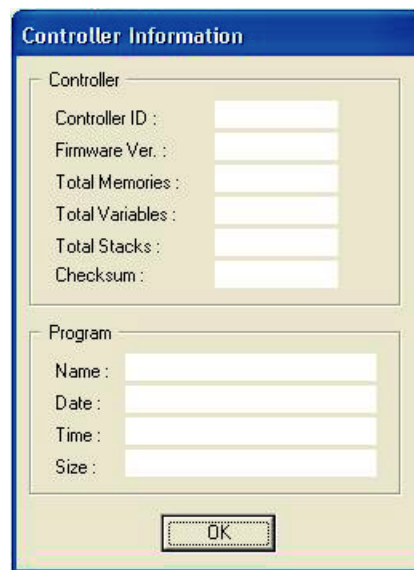 Controller Information
Controller
Controller ID :
Firmware Ver. :
Total Memories :
Total Variables :
Total Stacks :
Checksum :
Program
Name :
Date :
Time :
Size :
OK